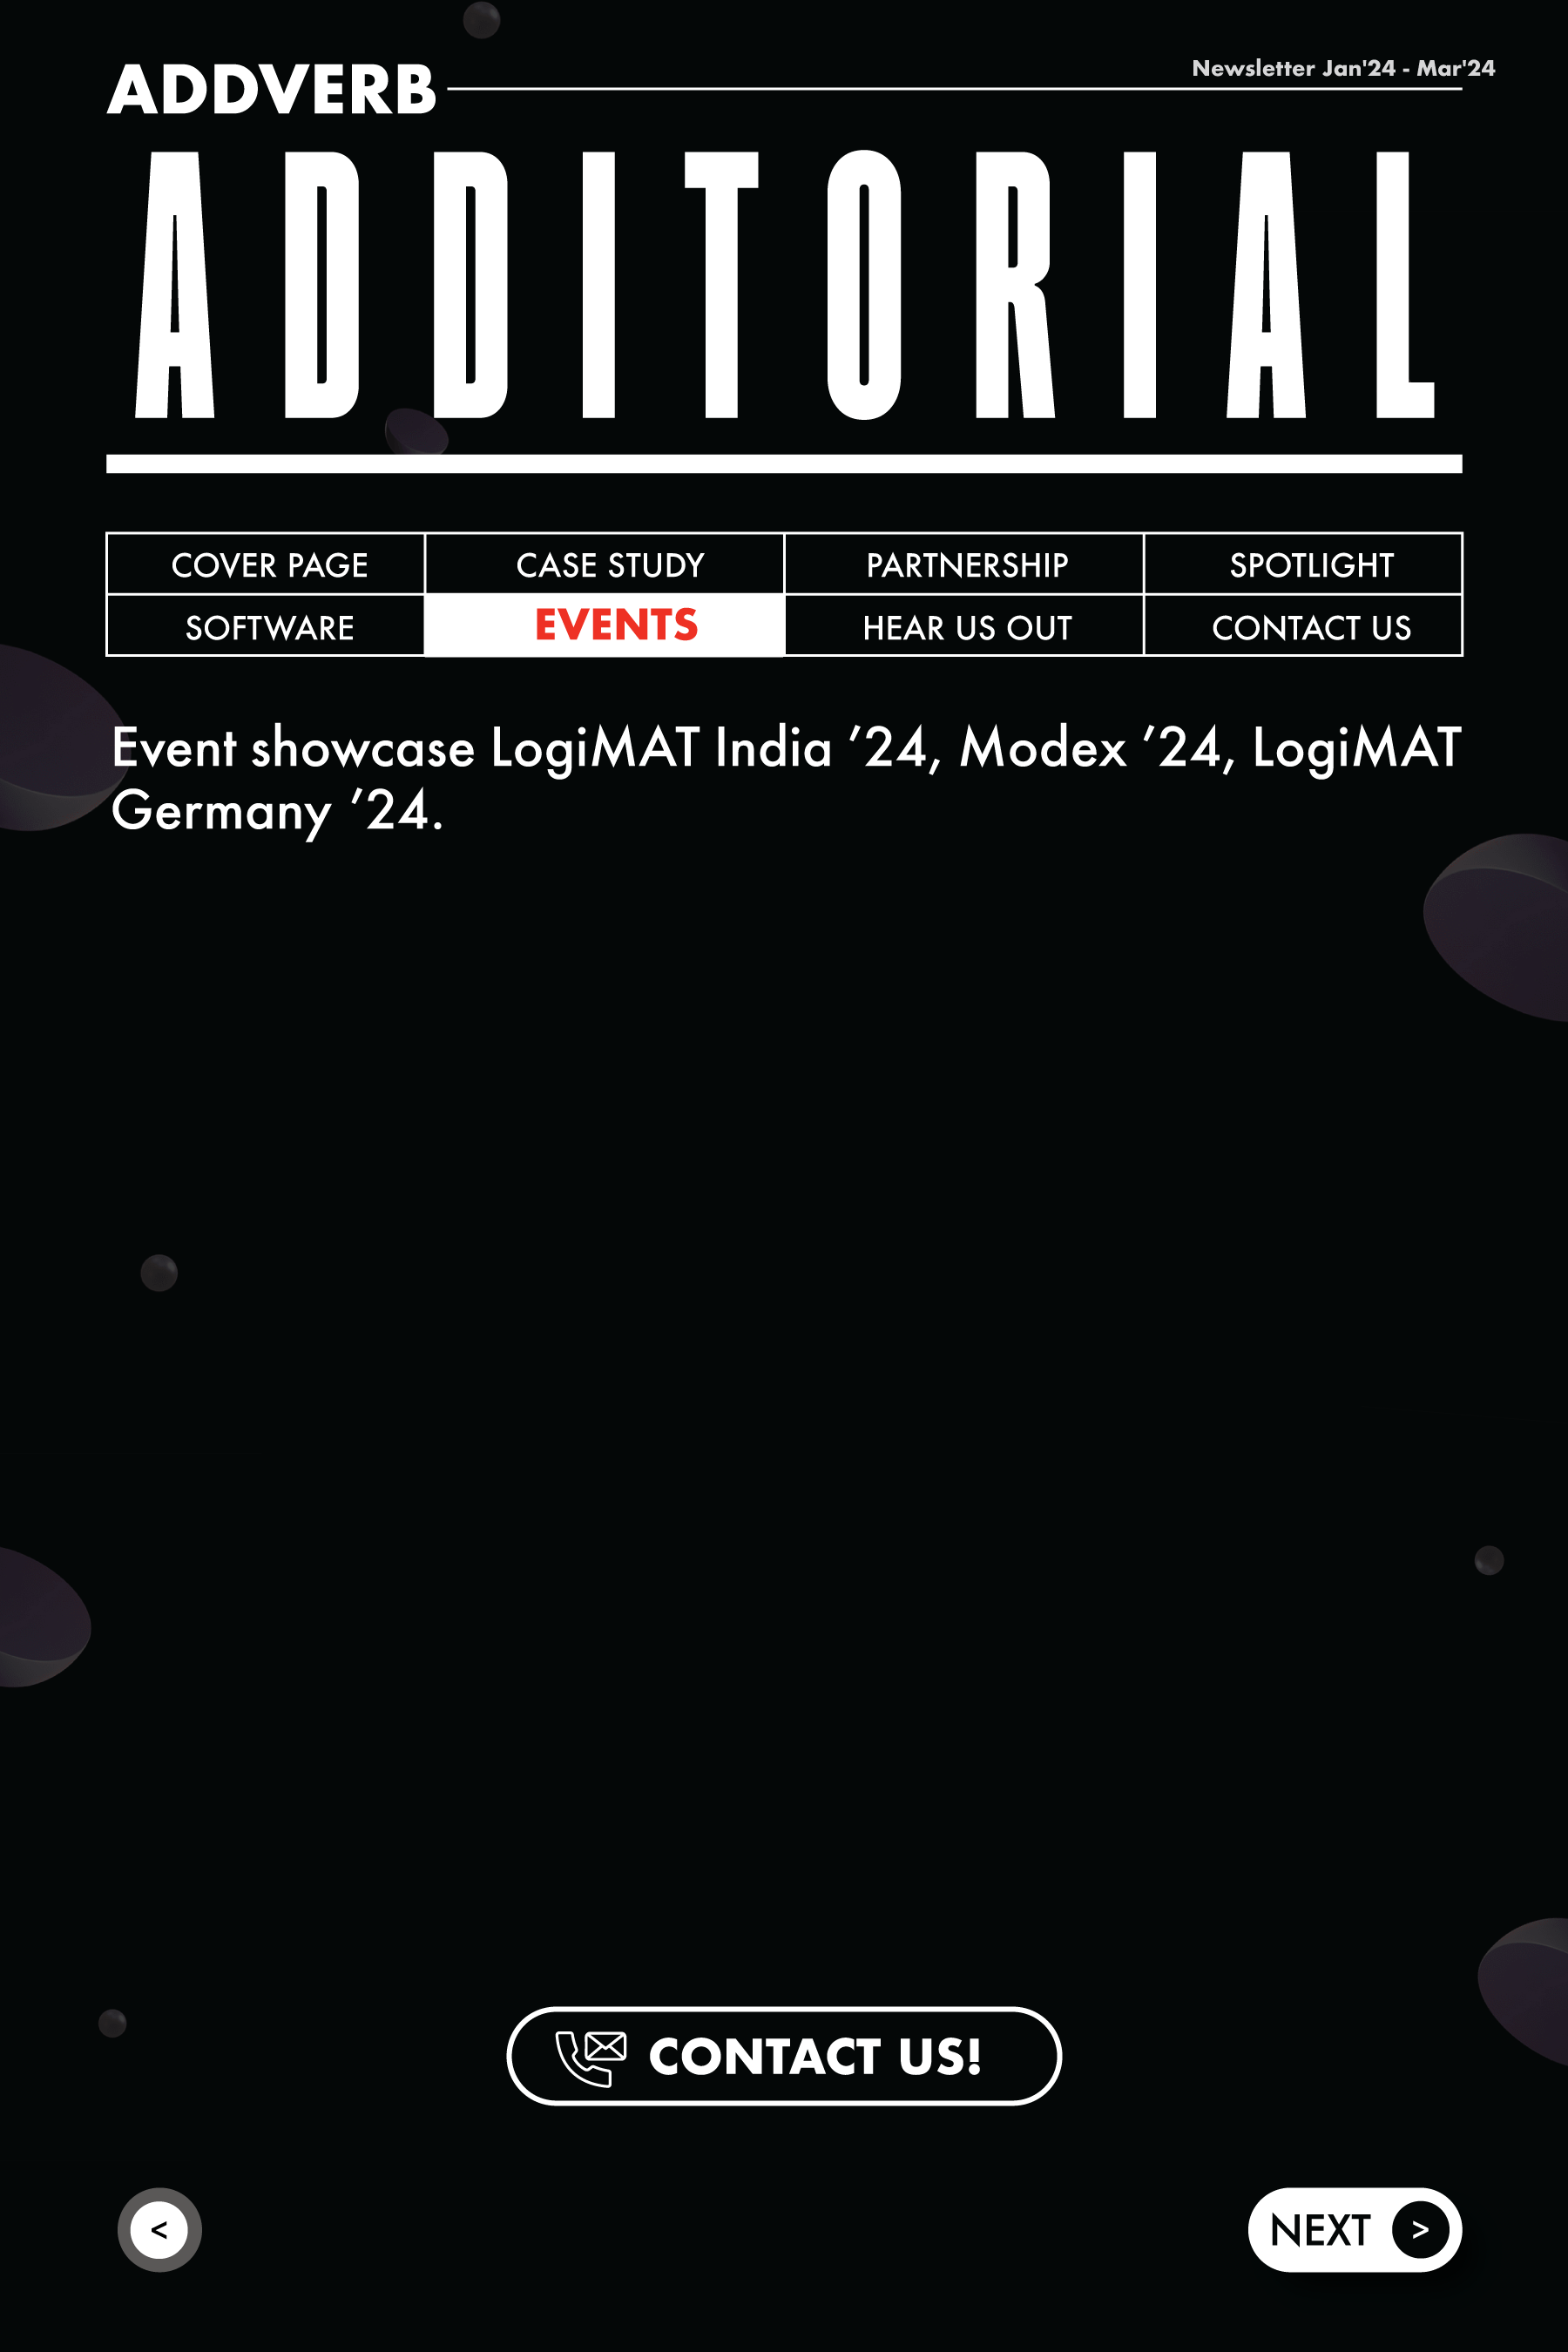 ADDVERB
Newsletter Jan'24 - Mar'24
ADDITORIAL
COVER PAGE CASE STUDY PARTNERSHIP SPOTLIGHT
SOFTWARE EVENTS HEAR US OUT CONTACT US
Event showcase LogiMAT India ’24, Modex ’24, LogiMAT
Germany ’24.
CONTACT US!
<
NEXT >